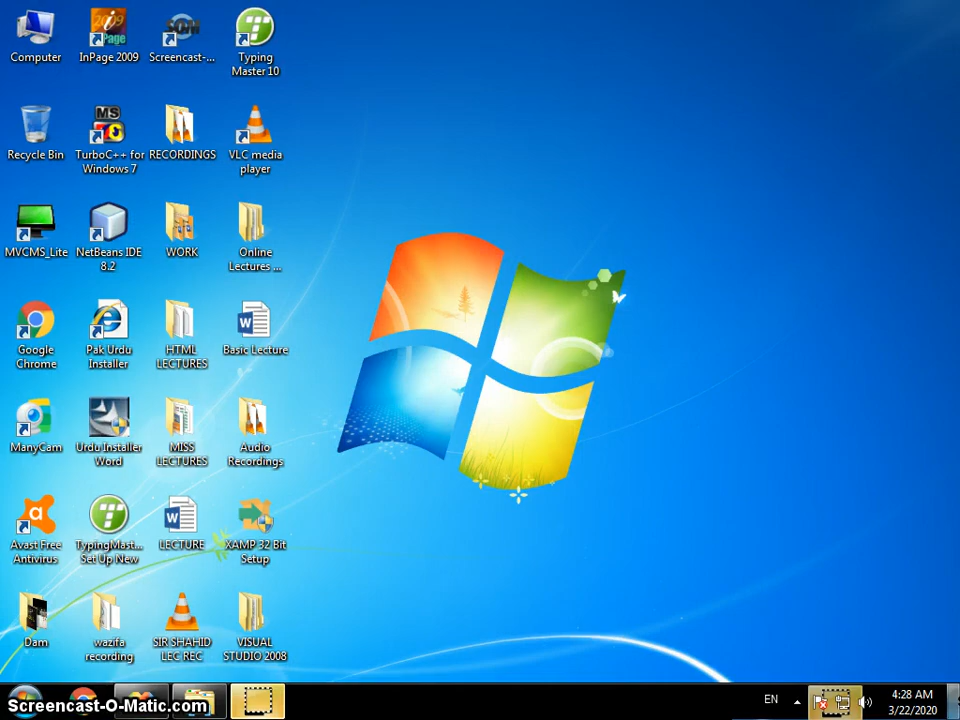 Computer
InPage 2009
Screencast-...
Typing
Master 10
Recycle Bin
TurboC++ for
Windows 7
RECORDINGS
VLC media
player
MVCMS_Lite
NetBeans IDE
8.2
WORK
Online
Lectures ...
Google
Chrome
Pak Urdu
Installer
HTML
LECTURES
Basic Lecture
ManyCam
Urdu Installer
Word
MISS
LECTURES
Audio
Recordings
Avast Free
Antivirus
TypingMast...
Set Up New
LECTURE
XAMP 32 Bit
Setup
Dam
wazifa
recording
SIR SHAHID
LEC REC
VISUAL
STUDIO 2008
Screencast-O-Matic.com
EN
4:28 AM
3/22/2020